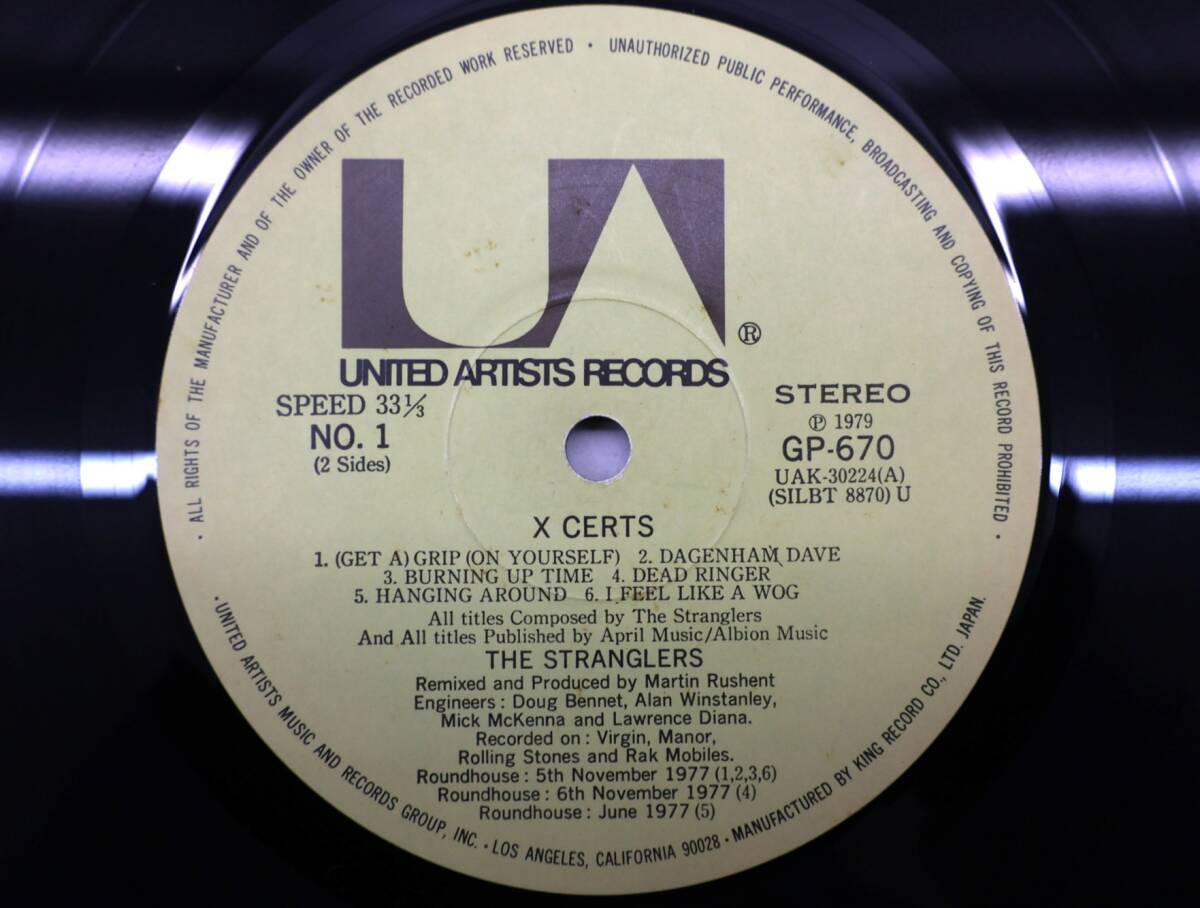 · ALL RIGHTS OF THE MANUFACTURER AND OF THE OWNER OF THE RECORDED WORK RESERVED · UNAUTHORIZED PUBLIC PERFORMANCE, BROADCASTING AND COPYING OF THIS RECORD PROHIBITED ·
UA ®
UNITED ARTISTS RECORDS
SPEED 33⅓
NO. 1
(2 Sides)
STEREO
℗ 1979
GP-670
UAK-30224(A)
(SILBT 8870) U
X CERTS
1. (GET A) GRIP (ON YOURSELF) 2. DAGENHAM DAVE
3. BURNING UP TIME 4. DEAD RINGER
5. HANGING AROUND 6. I FEEL LIKE A WOG
All titles Composed by The Stranglers
And All titles Published by April Music/Albion Music
THE STRANGLERS
Remixed and Produced by Martin Rushent
Engineers : Doug Bennet, Alan Winstanley,
Mick McKenna and Lawrence Diana.
Recorded on : Virgin, Manor,
Rolling Stones and Rak Mobiles.
Roundhouse : 5th November 1977 (1,2,3,6)
Roundhouse : 6th November 1977 (4)
Roundhouse : June 1977 (5)
· UNITED ARTISTS MUSIC AND RECORDS GROUP, INC. · LOS ANGELES, CALIFORNIA 90028 · MANUFACTURED BY KING RECORD CO., LTD. JAPAN.